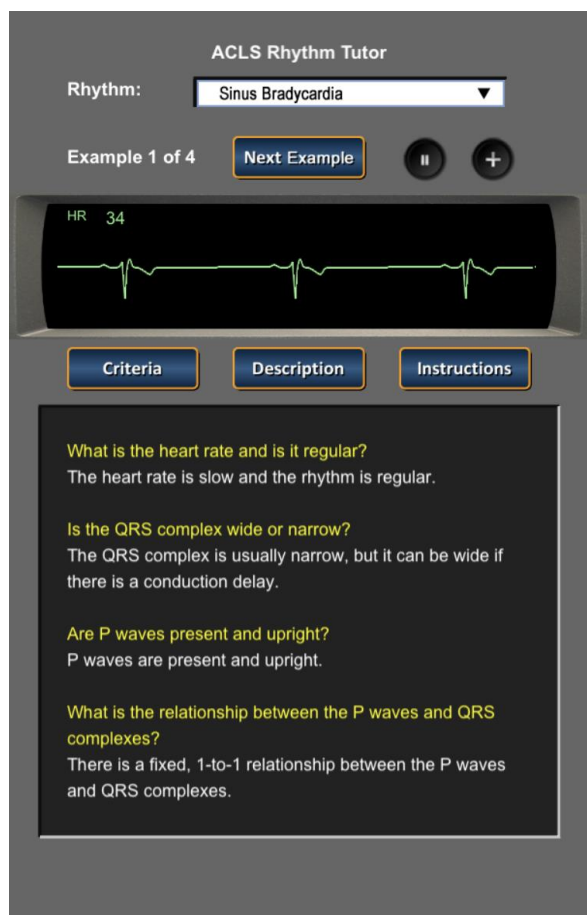 ACLS Rhythm Tutor
Rhythm: Sinus Bradycardia
Example 1 of 4 Next Example
HR 34
Criteria Description Instructions
What is the heart rate and is it regular?
The heart rate is slow and the rhythm is regular.
Is the QRS complex wide or narrow?
The QRS complex is usually narrow, but it can be wide if
there is a conduction delay.
Are P waves present and upright?
P waves are present and upright.
What is the relationship between the P waves and QRS
complexes?
There is a fixed, 1-to-1 relationship between the P waves
and QRS complexes.